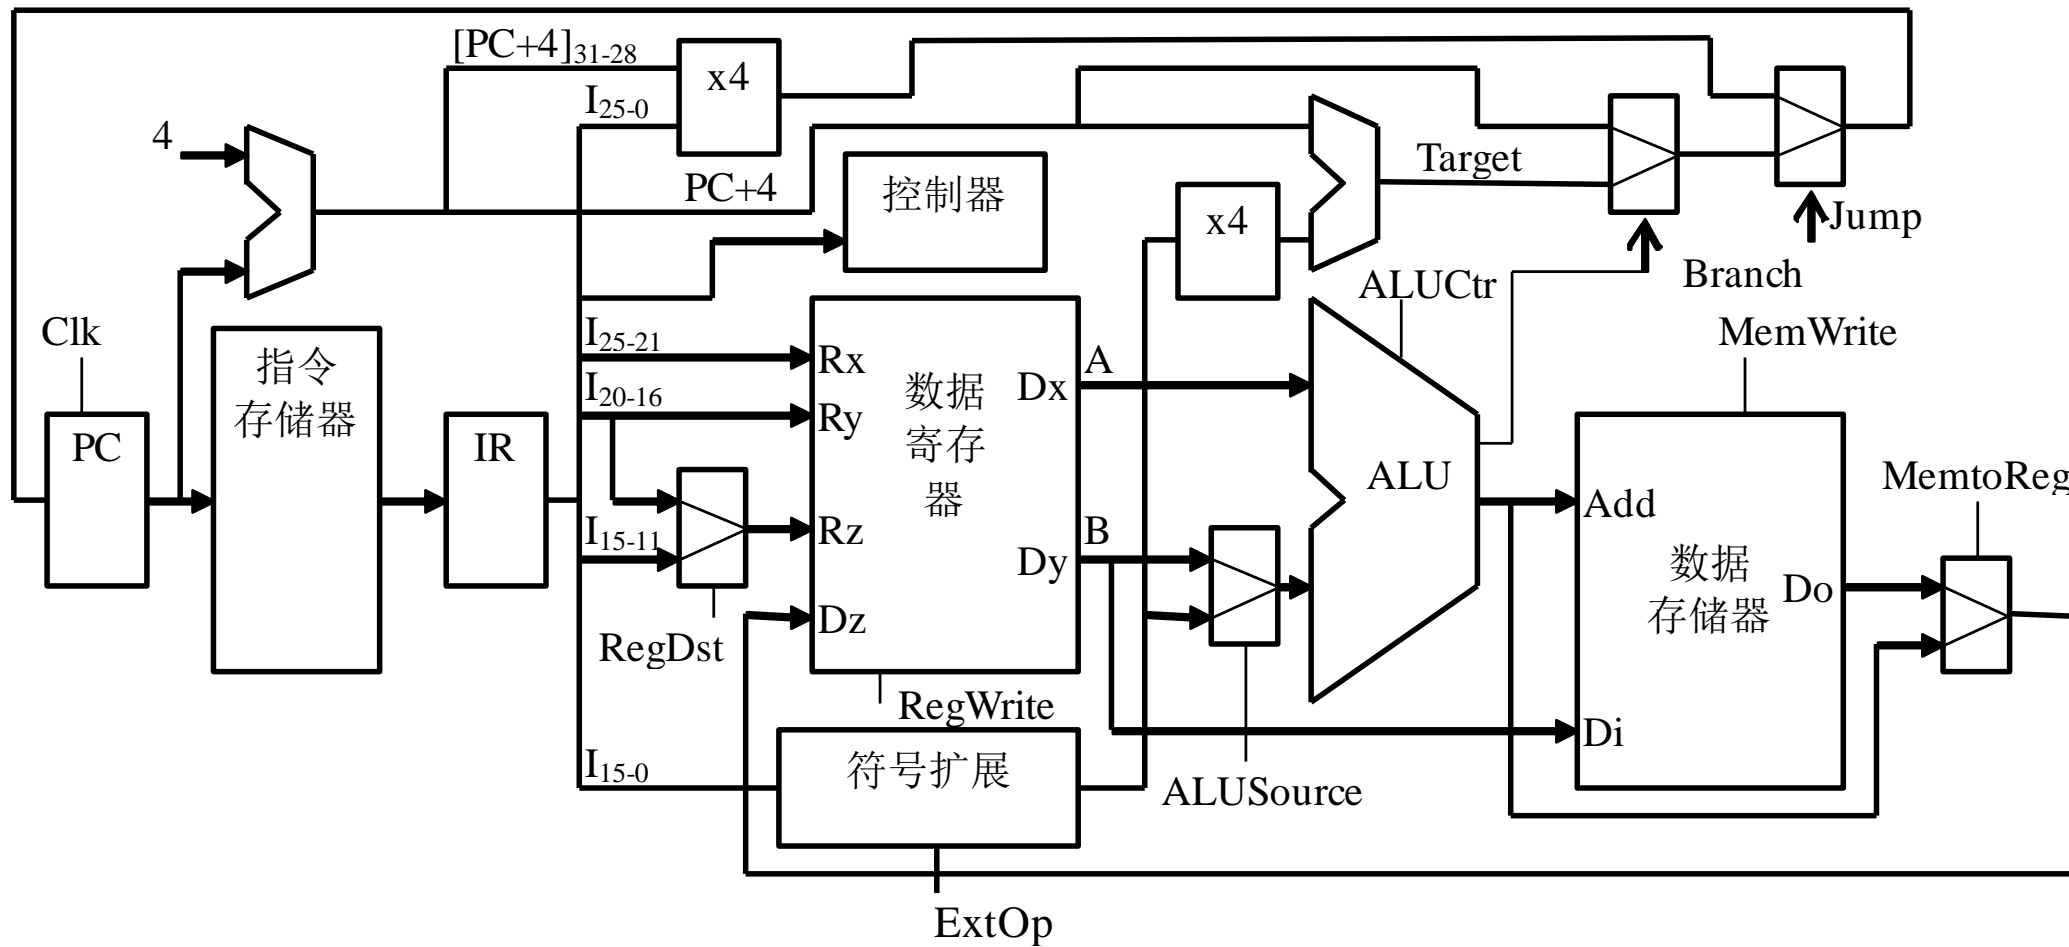 [PC+4]31-28
x4
I25-0
4
Target
PC+4
控制器
x4
Jump
Branch
ALUCtr
Clk
MemWrite
指令
存储器
I25-21
Rx
A
I20-16
数据
寄存
器
Dx
Ry
PC
IR
ALU
MemtoReg
Add
I15-11
Rz
B
Dy
数据
存储器
Do
RegDst
Dz
RegWrite
Di
I15-0
符号扩展
ALUSource
ExtOp